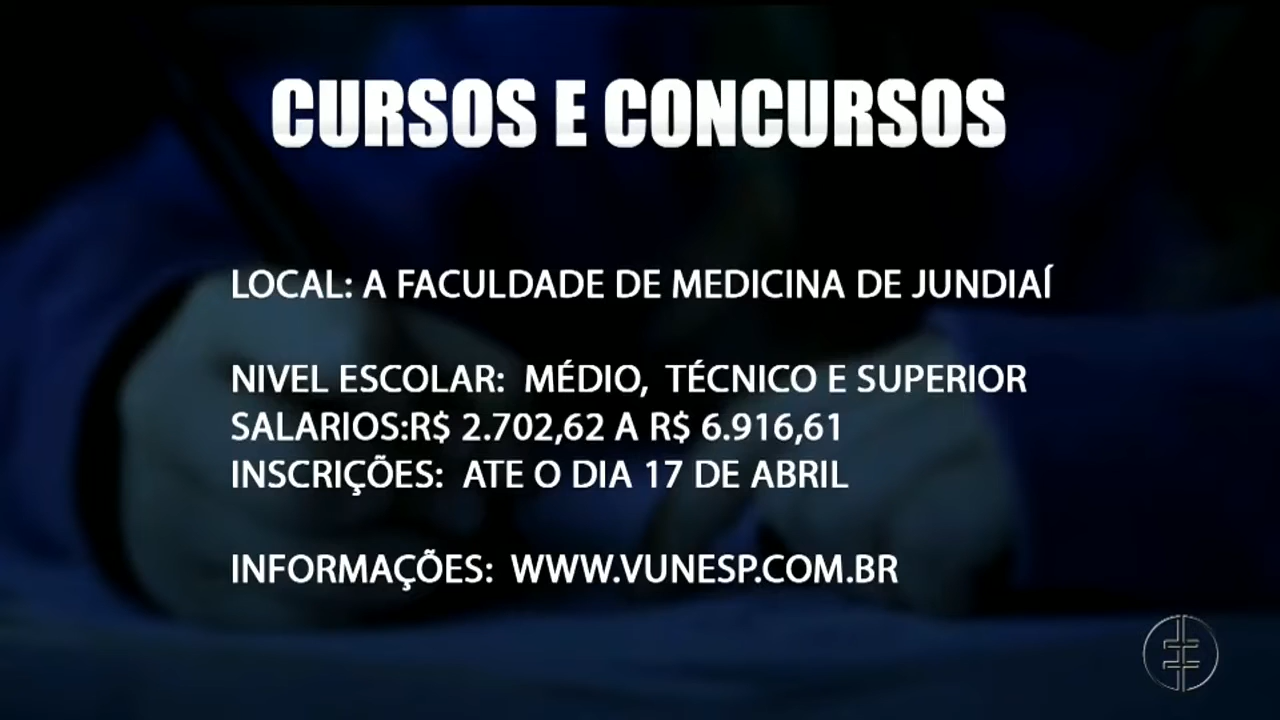 CURSOS E CONCURSOS
LOCAL: A FACULDADE DE MEDICINA DE JUNDIAÍ
NIVEL ESCOLAR: MÉDIO, TÉCNICO E SUPERIOR
SALARIOS:R$ 2.702,62 A R$ 6.916,61
INSCRIÇÕES: ATE O DIA 17 DE ABRIL
INFORMAÇÕES: WWW.VUNESP.COM.BR